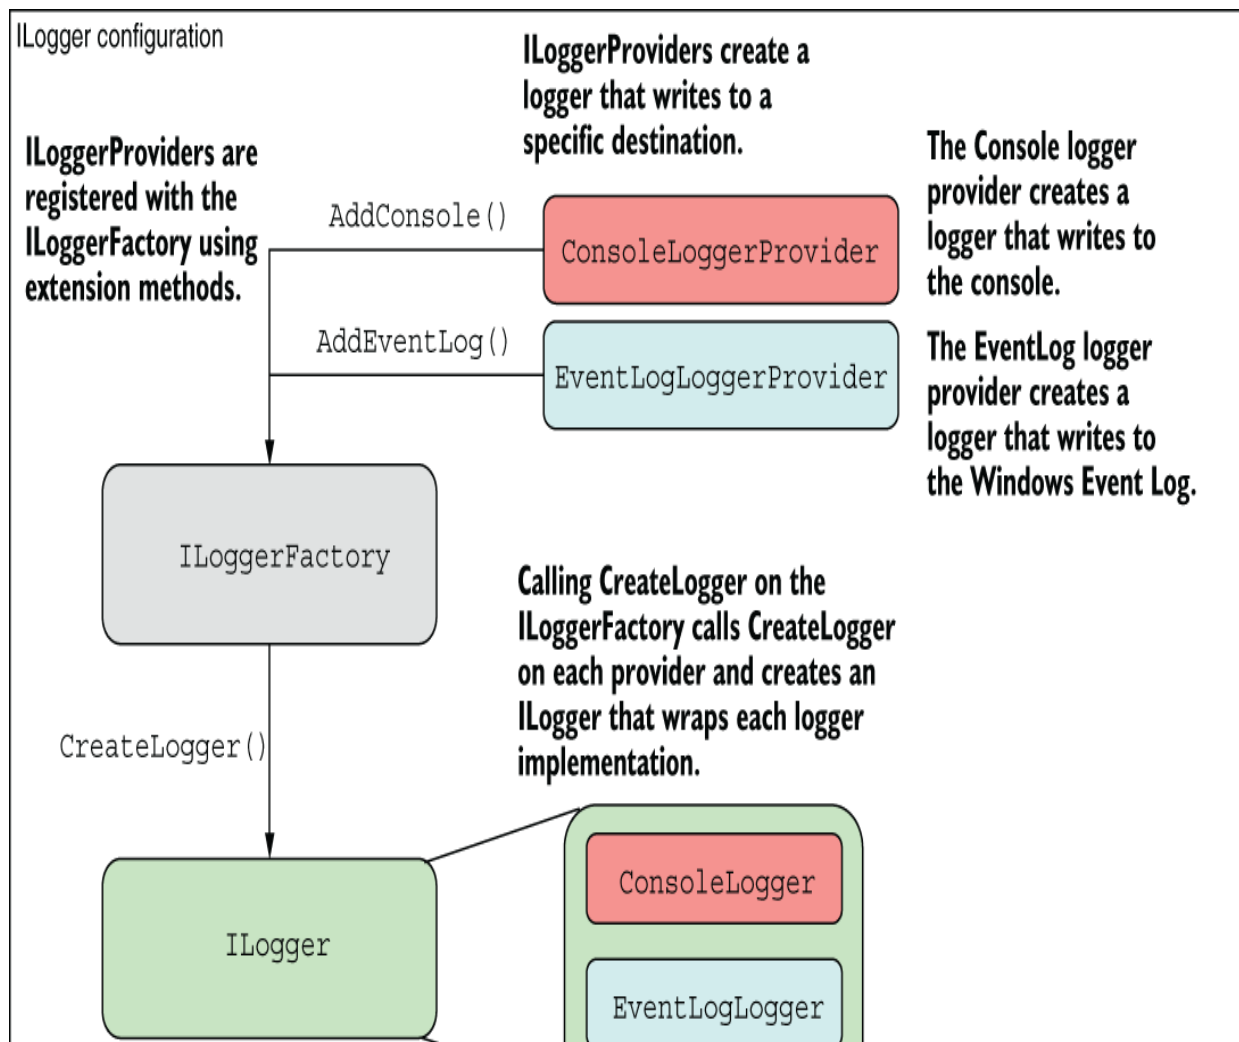 ILogger configuration
ILoggerProviders create a
logger that writes to a
specific destination.
ILoggerProviders are
registered with the
ILoggerFactory using
extension methods.
AddConsole()
ConsoleLoggerProvider
The Console logger
provider creates a
logger that writes to
the console.
AddEventLog()
EventLogLoggerProvider
The EventLog logger
provider creates a
logger that writes to
the Windows Event Log.
ILoggerFactory
Calling CreateLogger on the
ILoggerFactory calls CreateLogger
on each provider and creates an
ILogger that wraps each logger
implementation.
CreateLogger()
ILogger
ConsoleLogger
EventLogLogger